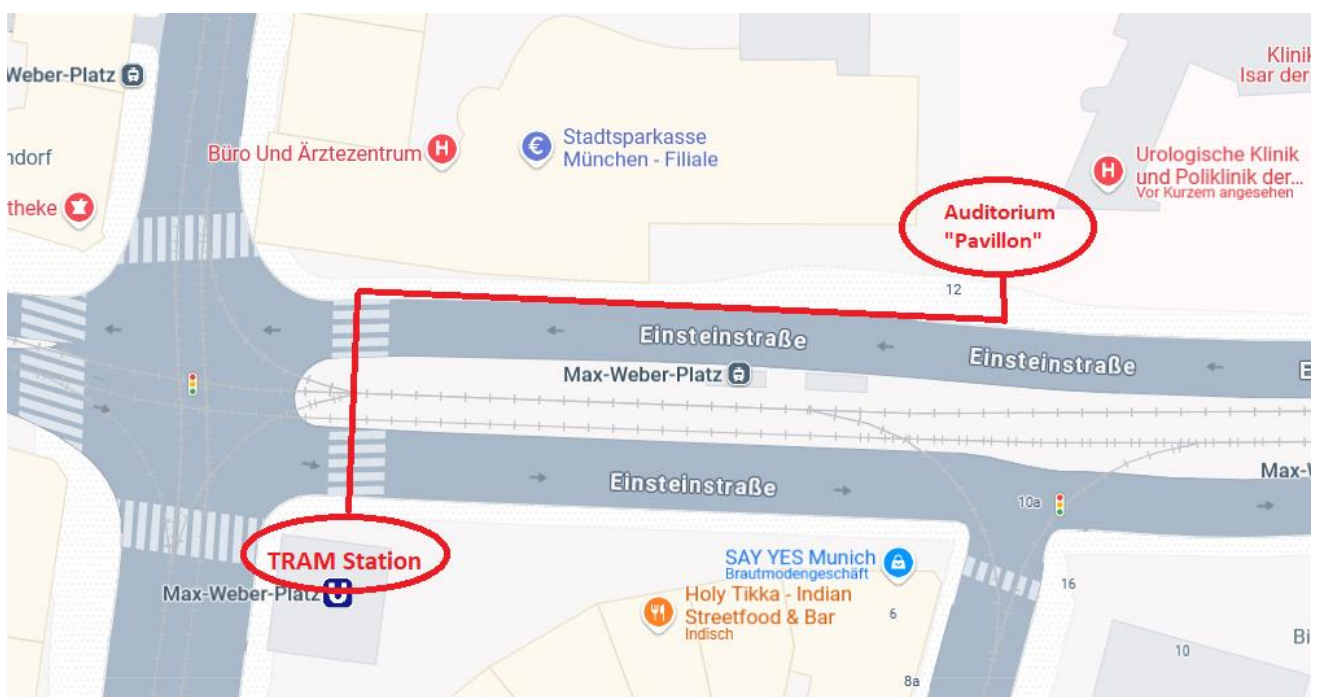 Weber-Platz
Klinik
Isar der
ndorf
Büro Und Ärztezentrum
Stadtsparkasse
München - Filiale
Urologische Klinik
und Poliklinik der...
Vor Kurzem angesehen
theke
Auditorium
"Pavillon"
12
Einsteinstraße
Einsteinstraße
E
Max-Weber-Platz
Einsteinstraße
Max-
10a
TRAM Station
Max-Weber-Platz
SAY YES Munich
Brautmodengeschäft
Holy Tikka - Indian
Streetfood & Bar
Indisch
6
16
Bi
10
8a